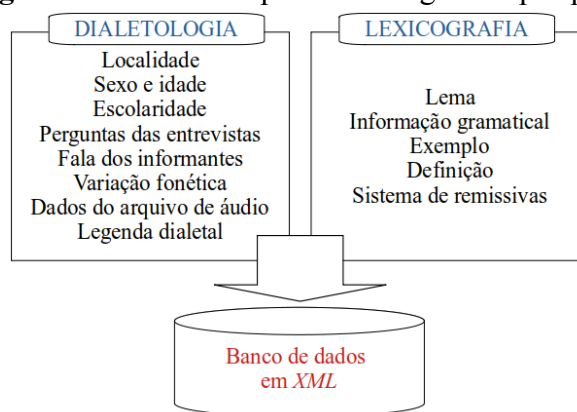 DIALETOLOGIA
Localidade
Sexo e idade
Escolaridade
Perguntas das entrevistas
Fala dos informantes
Variação fonética
Dados do arquivo de áudio
Legenda dialetal
LEXICOGRAFIA
Lema
Informação gramatical
Exemplo
Definição
Sistema de remissivas
Banco de dados
em XML